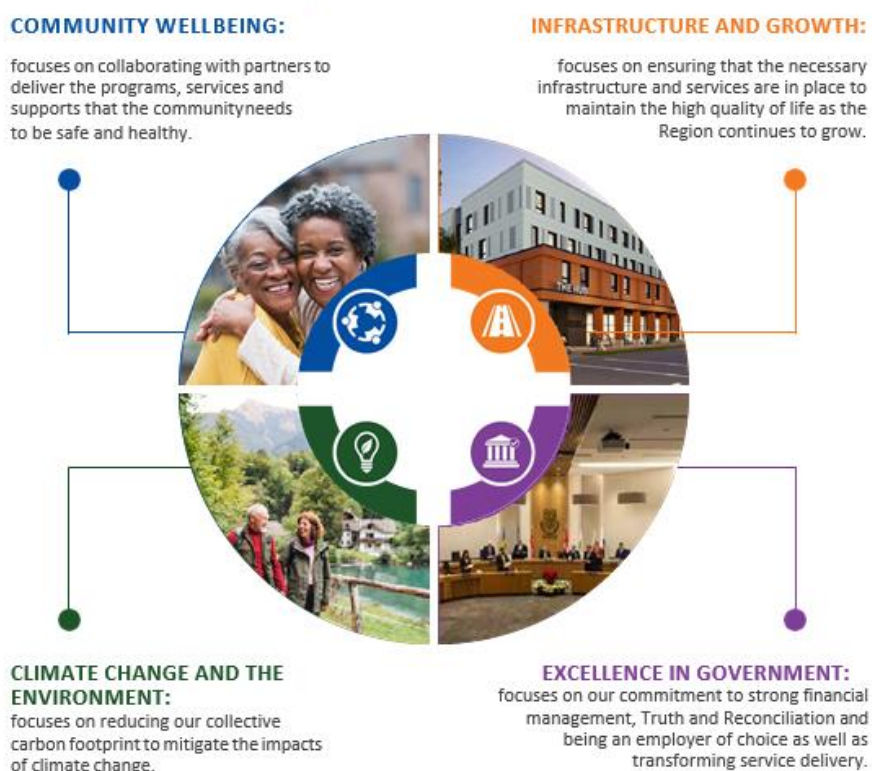 COMMUNITY WELLBEING:
focuses on collaborating with partners to
deliver the programs, services and
supports that the communityneeds
to be safe and healthy.
INFRASTRUCTURE AND GROWTH:
focuses on ensuring that the necessary
infrastructure and services are in place to
maintain the high quality of life as the
Region continues to grow.
CLIMATE CHANGE AND THE
ENVIRONMENT:
focuses on reducing our collective
carbon footprint to mitigate the impacts
of climate change.
EXCELLENCE IN GOVERNMENT:
focuses on our commitment to strong financial
management, Truth and Reconciliation and
being an employer of choice as well as
transforming service delivery.